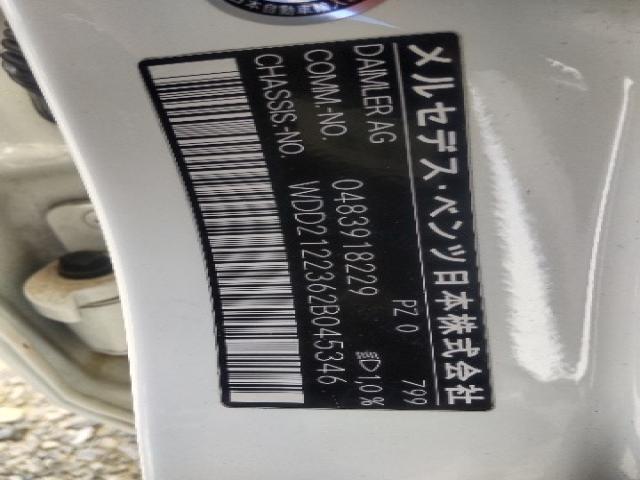 メルセデス・ベンツ日本株式会社
DAIMLER AG PZ 0 799
COMM.-NO. 0483918229 1,0%
CHASSIS.-NO. WDD2122362B045346